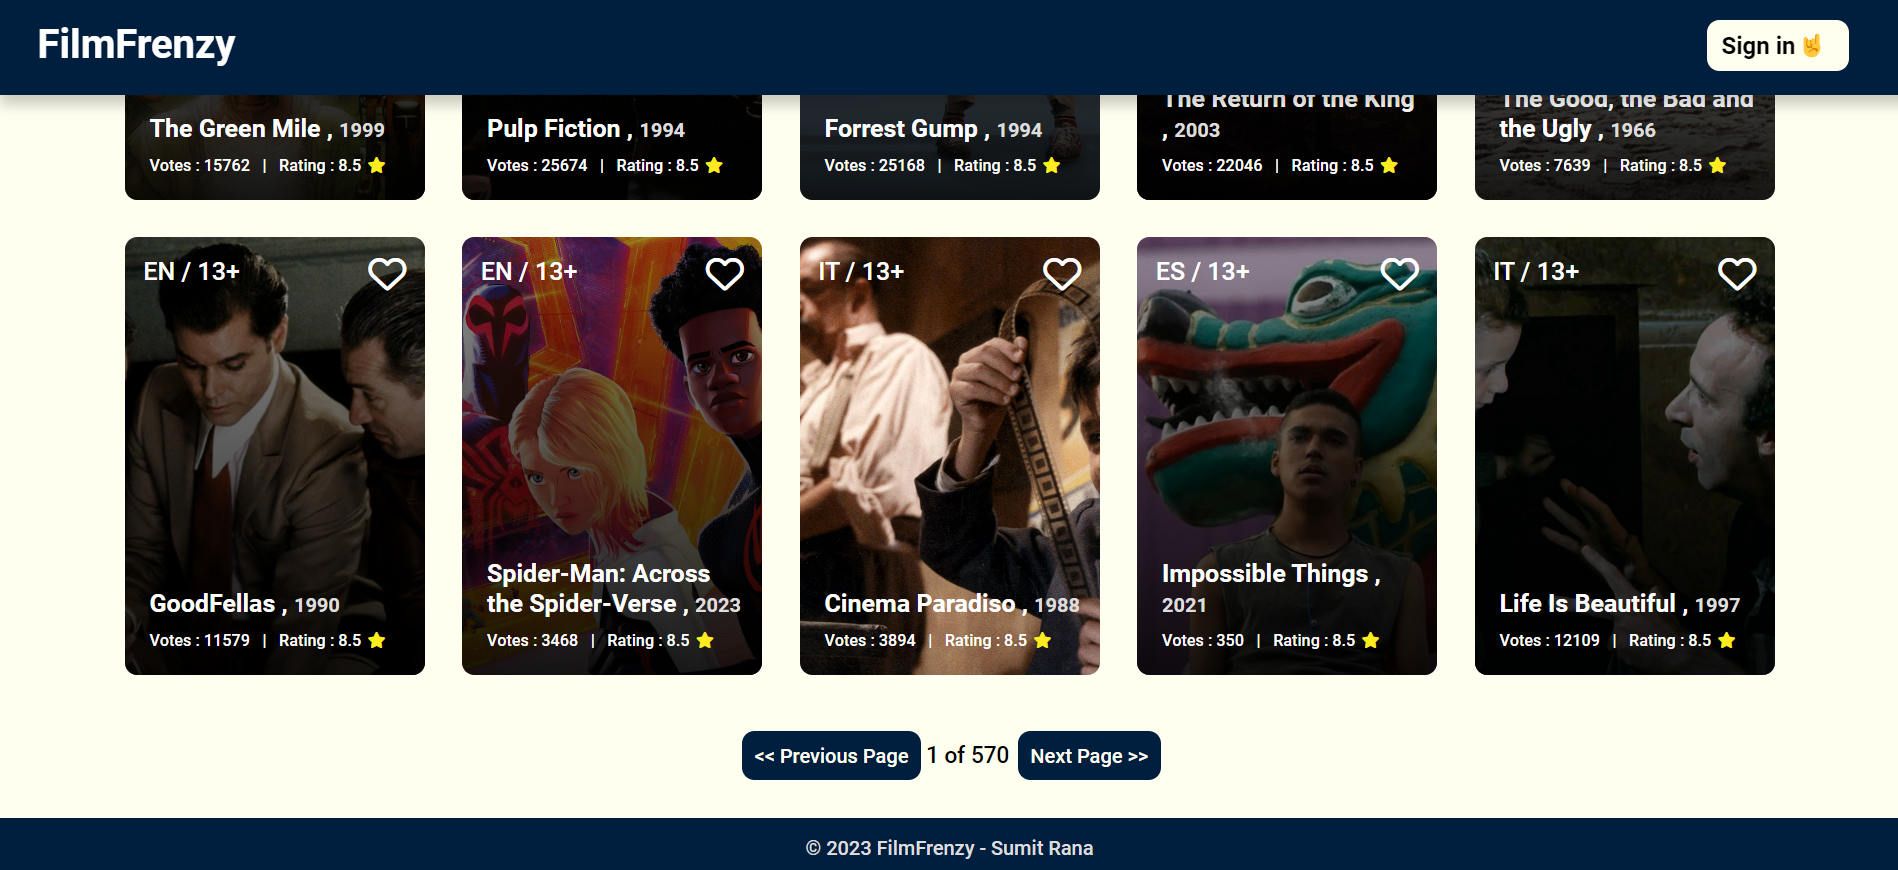 FilmFrenzy
Sign in🤘
The Green Mile , 1999
Votes : 15762 | Rating : 8.5
Pulp Fiction , 1994
Votes : 25674 | Rating : 8.5
Forrest Gump , 1994
Votes : 25168 | Rating : 8.5
The Return of the King
, 2003
Votes : 22046 | Rating : 8.5
The Good, the Bad and
the Ugly , 1966
Votes : 7639 | Rating : 8.5
EN / 13+
GoodFellas , 1990
Votes : 11579 | Rating : 8.5
EN / 13+
Spider-Man: Across
the Spider-Verse , 2023
Votes : 3468 | Rating : 8.5
IT / 13+
Cinema Paradiso , 1988
Votes : 3894 | Rating : 8.5
ES / 13+
Impossible Things ,
2021
Votes : 350 | Rating : 8.5
IT / 13+
Life Is Beautiful , 1997
Votes : 12109 | Rating : 8.5
<< Previous Page 1 of 570 Next Page >>
© 2023 FilmFrenzy - Sumit Rana